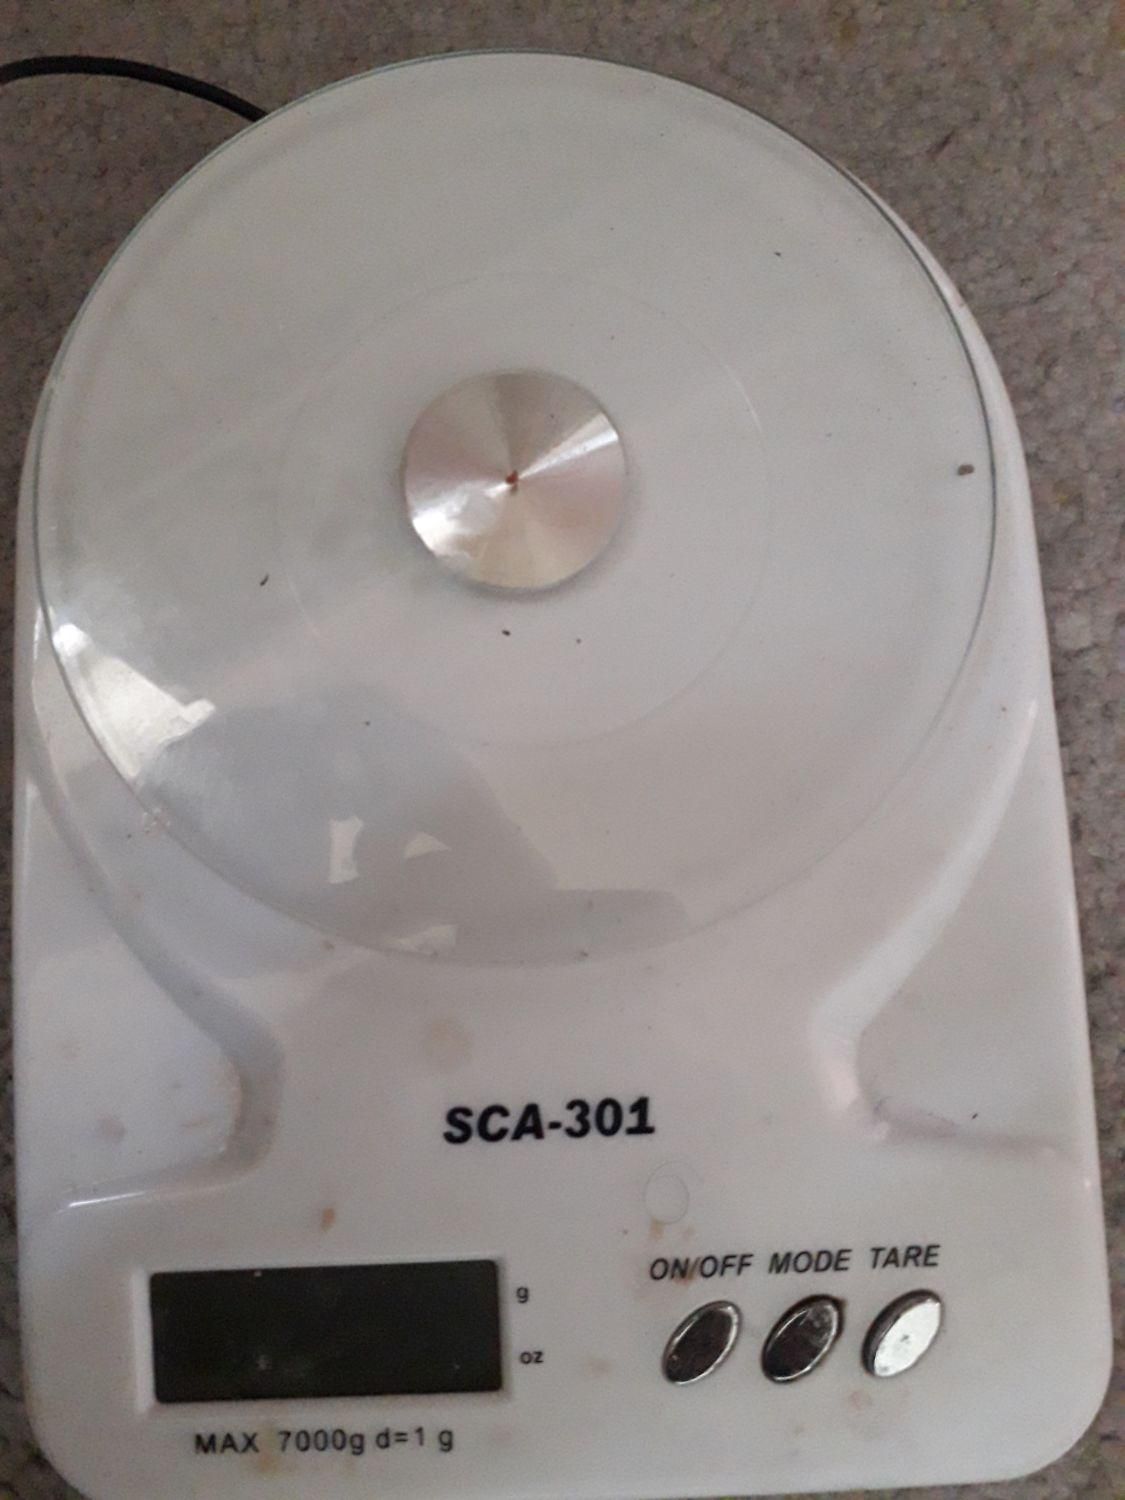 SCA-301
ON/OFF MODE TARE
g
oz
MAX 7000g d=1 g